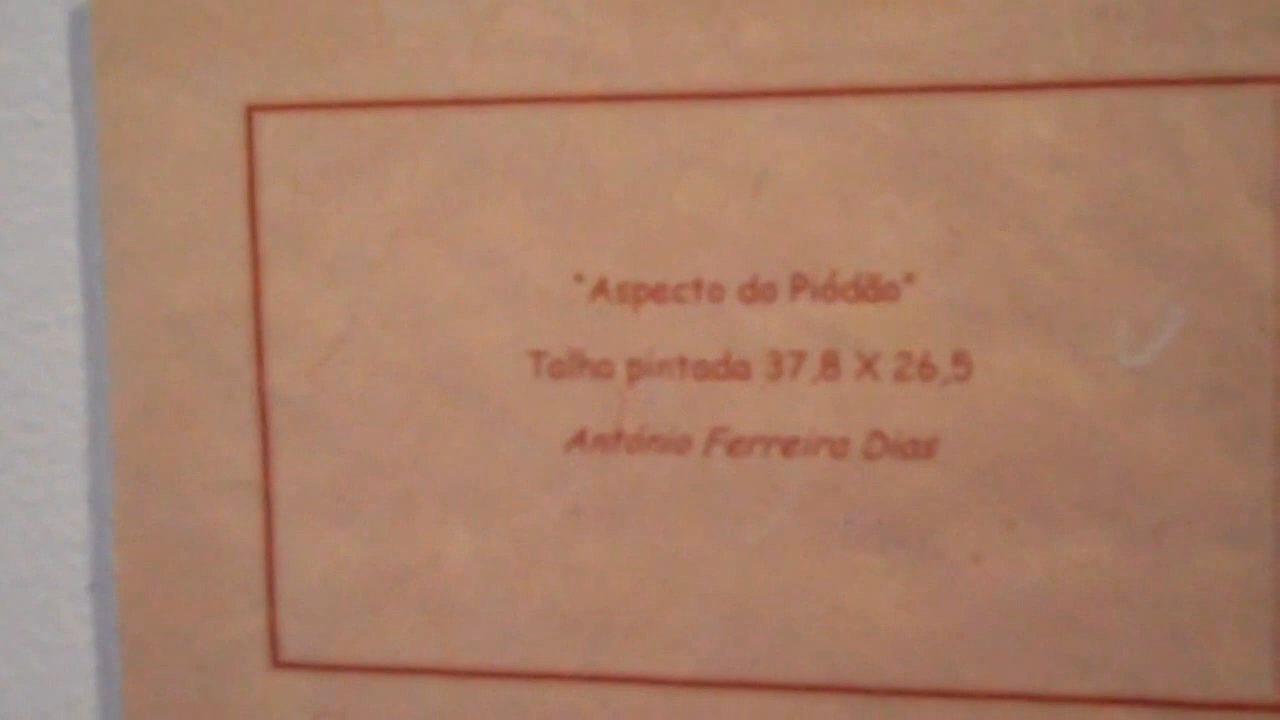 "Aspecto do Piódão"
Talha pintada 37,8 X 26,5
António Ferreira Dias